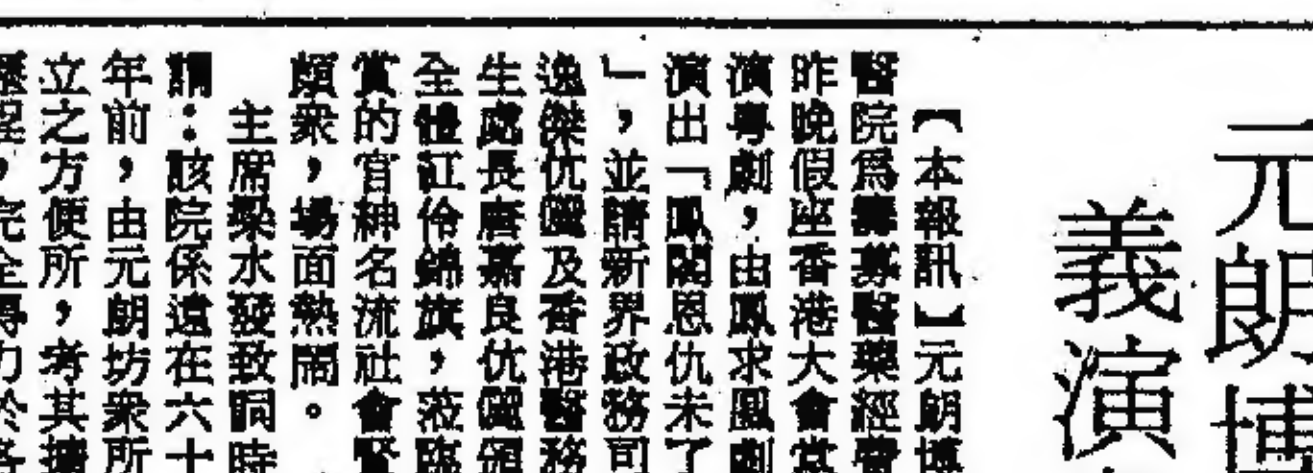 元朗博
義演
【本報訊】元朗博
醫院爲籌募醫藥經費
昨晚假座香港大會堂
演粵劇，由鳳求凰劇
演出「鳳閣恩仇未了
」，並請新界政務司
逸傑伉儷及香港醫務
生處長唐嘉良伉儷頒
全體紅伶錦旗，蒞臨
賞的官紳名流社會賢
頗衆，場面熱鬧。
主席梁水發致詞時
謂：該院係遠在六十
年前，由元朗坊衆所
立之方便所，考其擴
歷程，完全得力於各